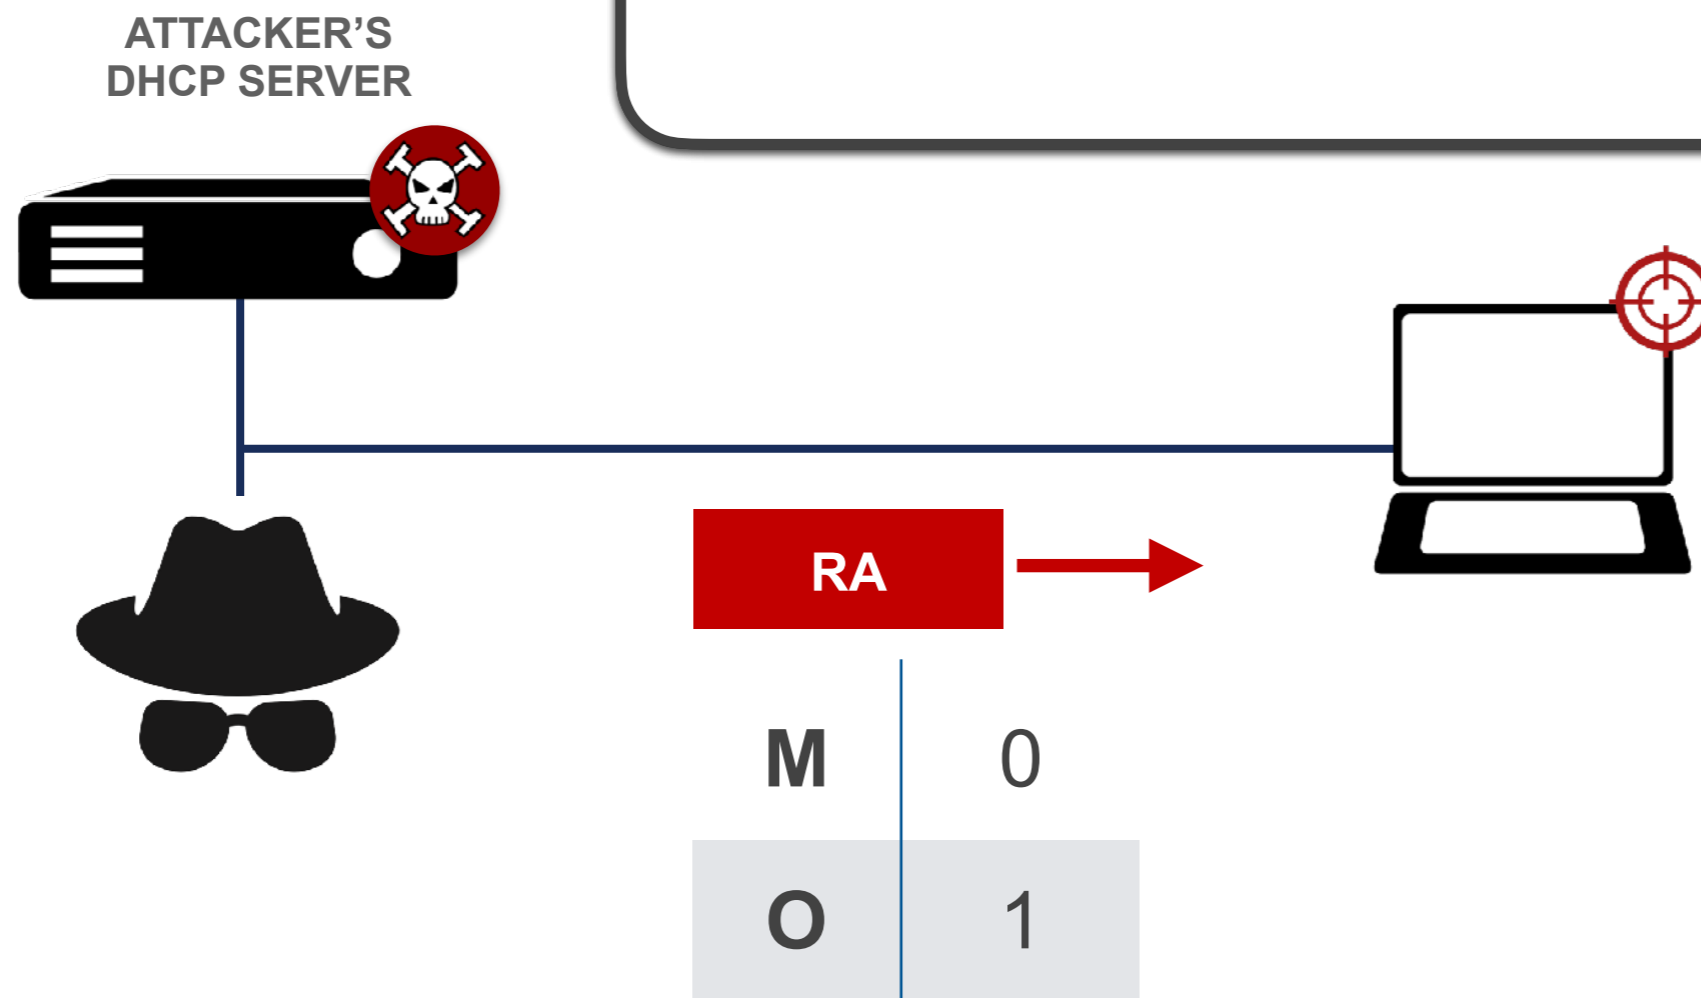 ATTACKER’S
DHCP SERVER
RA
M 0
O 1